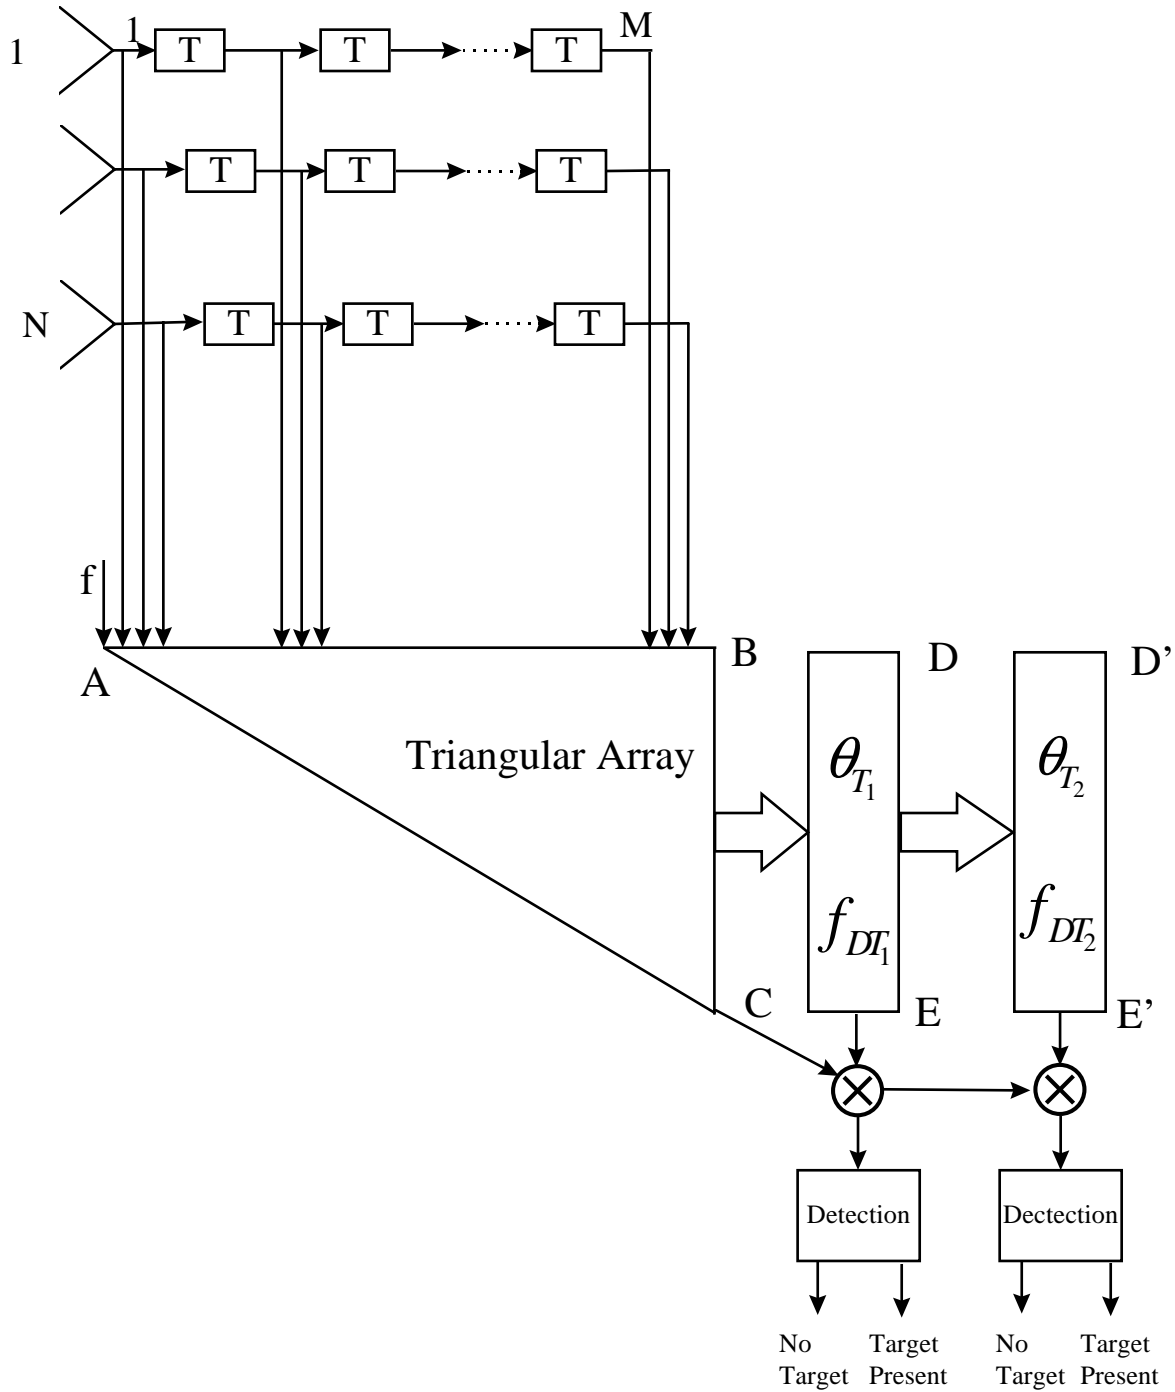 1
1
T
T
T
M
T
T
T
N
T
T
T
f
A
B
D
D’
Triangular Array
θT₁
θT₂
fDT₁
fDT₂
C
E
E’
Detection
Dectection
No
Target
Target
Present
No
Target
Target
Present